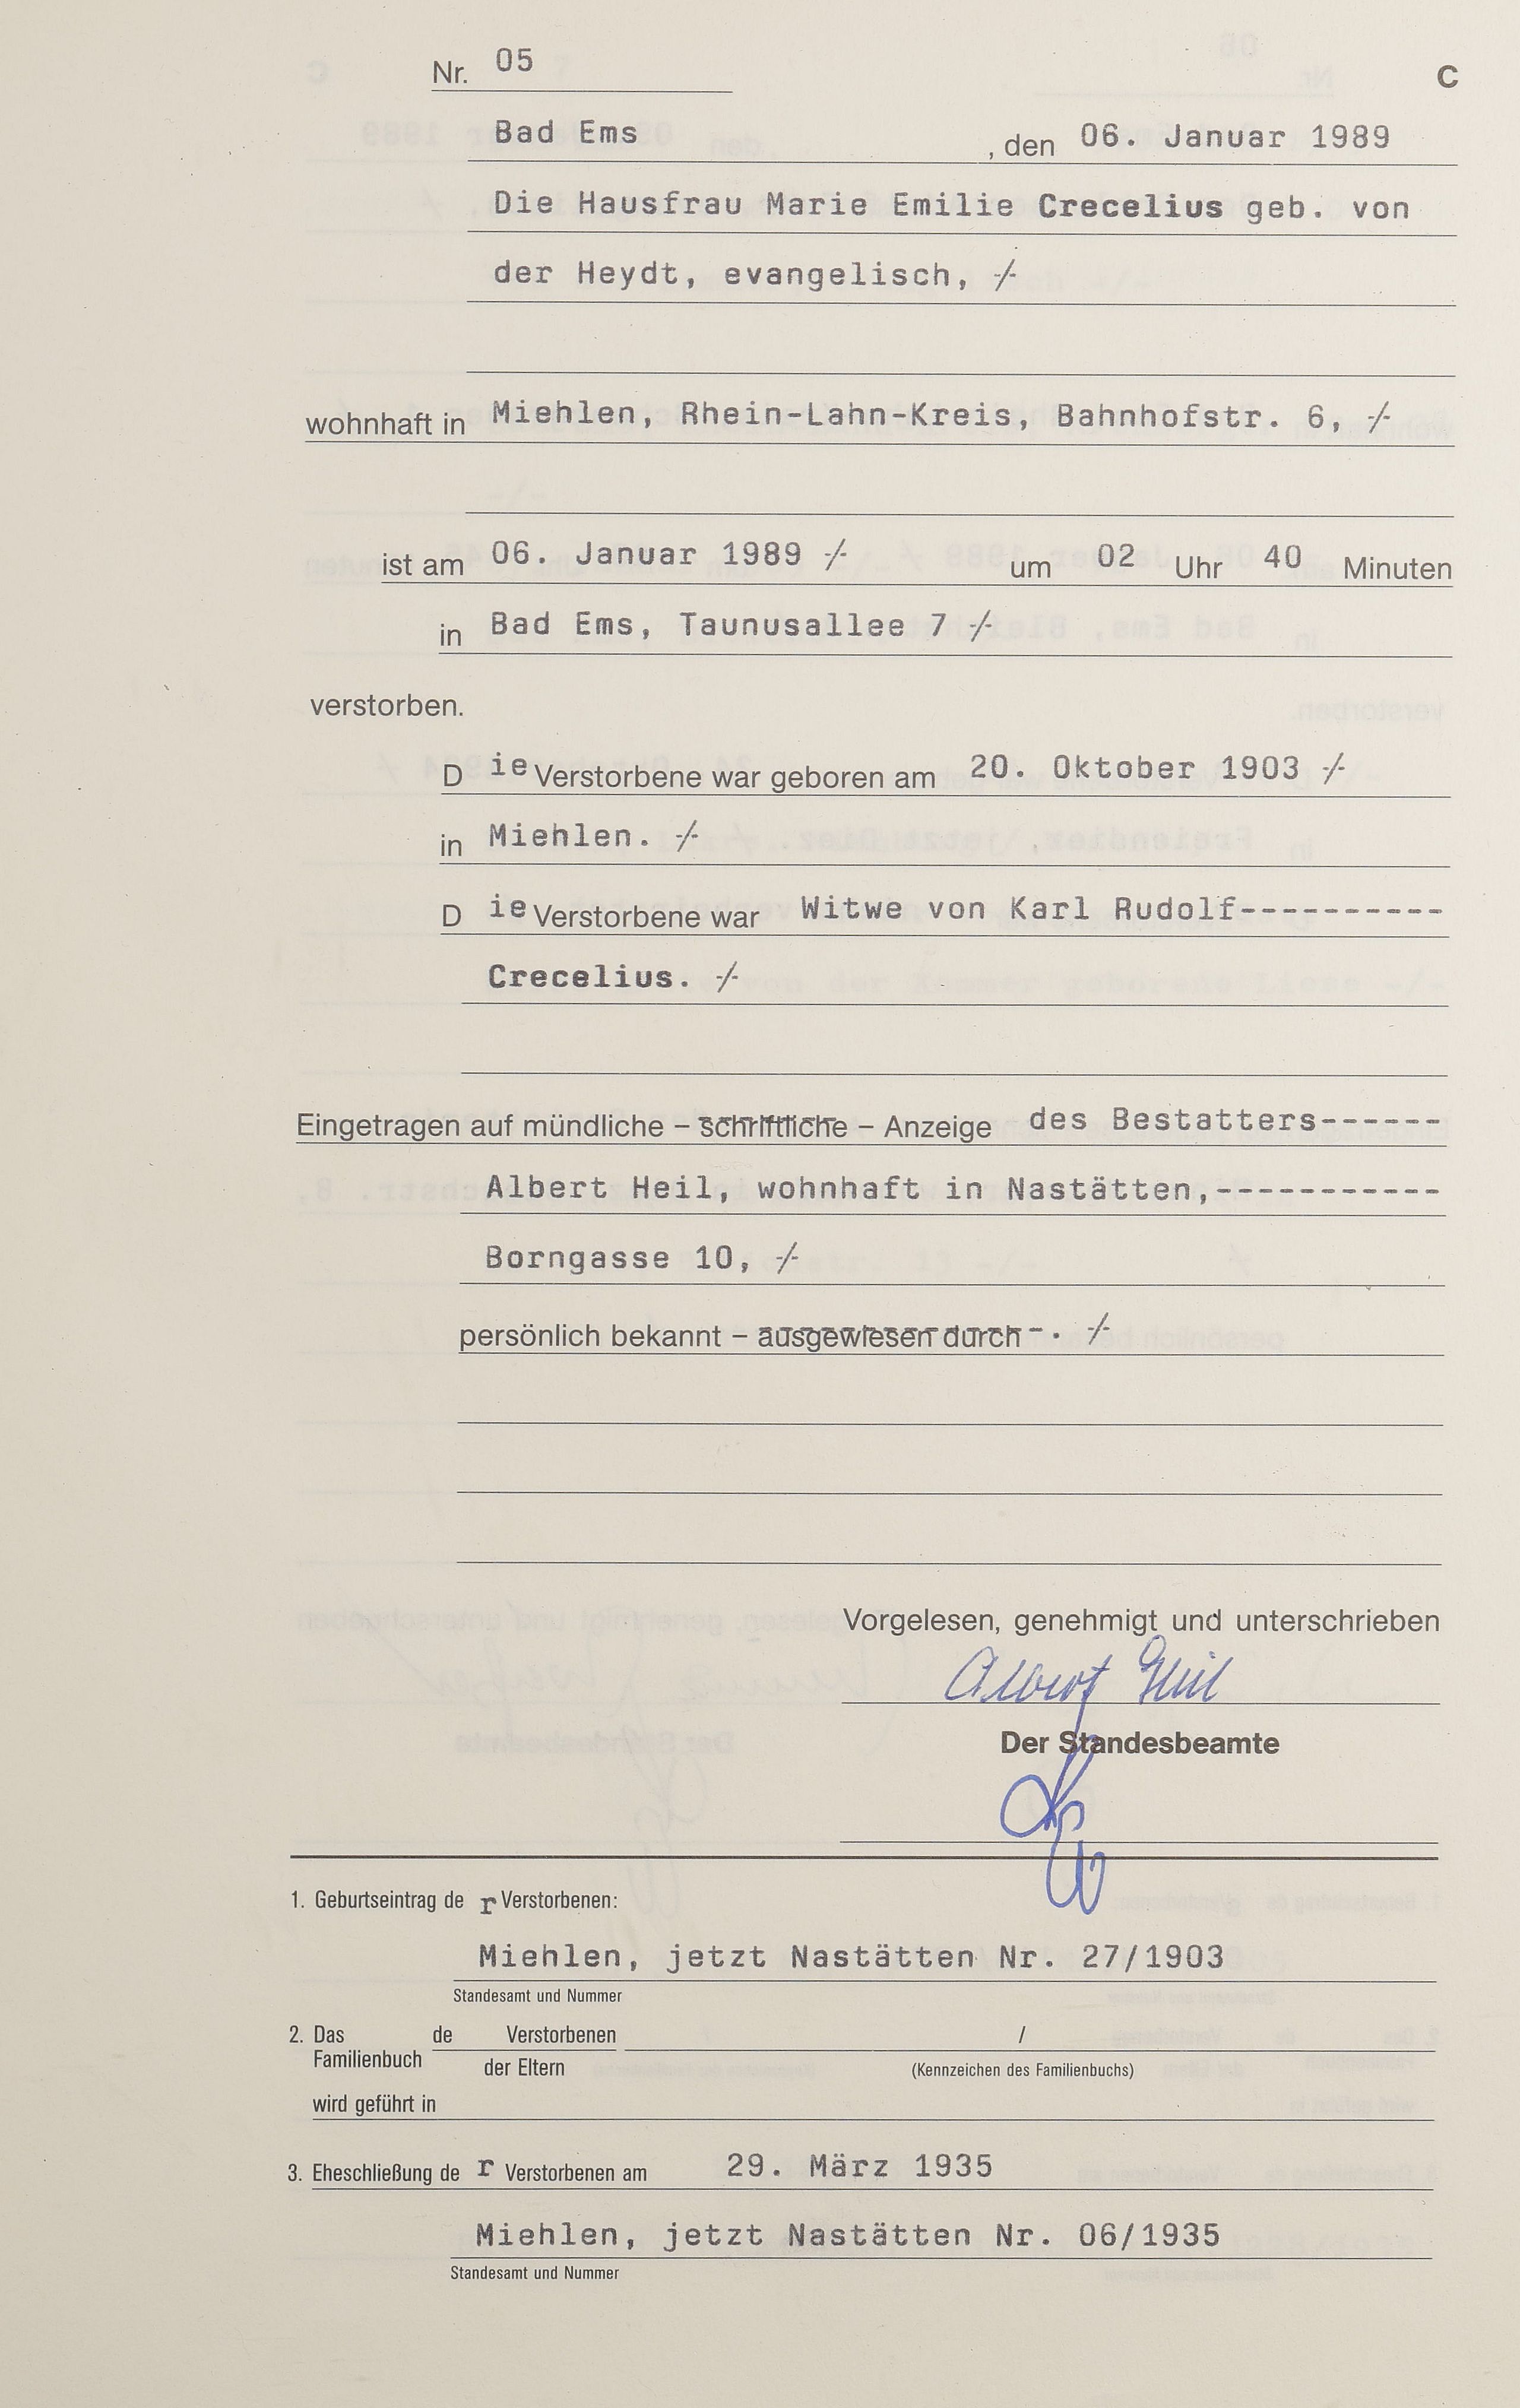 Nr. 05 C
Bad Ems , den 06. Januar 1989
Die Hausfrau Marie Emilie Crecelius geb. von
der Heydt, evangelisch, -/-
wohnhaft in Miehlen, Rhein-Lahn-Kreis, Bahnhofstr. 6, -/-
ist am 06. Januar 1989 -/- um 02 Uhr 40 Minuten
in Bad Ems, Taunusallee 7 -/-
verstorben.
D ie Verstorbene war geboren am 20. Oktober 1903 -/-
in Miehlen. -/-
D ie Verstorbene war Witwe von Karl Rudolf----------
Crecelius. -/-
Eingetragen auf mündliche – schriftliche – Anzeige des Bestatters------
Albert Heil, wohnhaft in Nastätten,-----------
Borngasse 10, -/-
persönlich bekannt – ausgewiesen durch -. -/-
Vorgelesen, genehmigt und unterschrieben
Albert Heil
Der Standesbeamte
1. Geburtseintrag de r Verstorbenen:
Miehlen, jetzt Nastätten Nr. 27/1903
Standesamt und Nummer
2. Das de Verstorbenen /
Familienbuch der Eltern (Kennzeichen des Familienbuchs)
wird geführt in
3. Eheschließung de r Verstorbenen am 29. März 1935
Miehlen, jetzt Nastätten Nr. 06/1935
Standesamt und Nummer